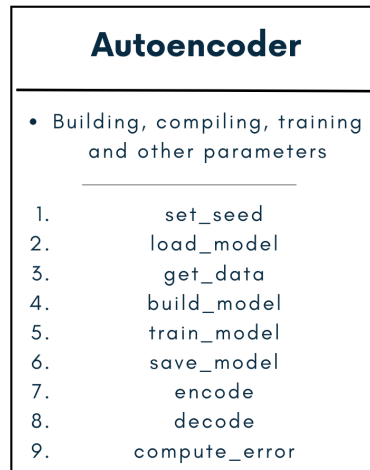 Autoencoder
• Building, compiling, training
and other parameters
1. set_seed
2. load_model
3. get_data
4. build_model
5. train_model
6. save_model
7. encode
8. decode
9. compute_error